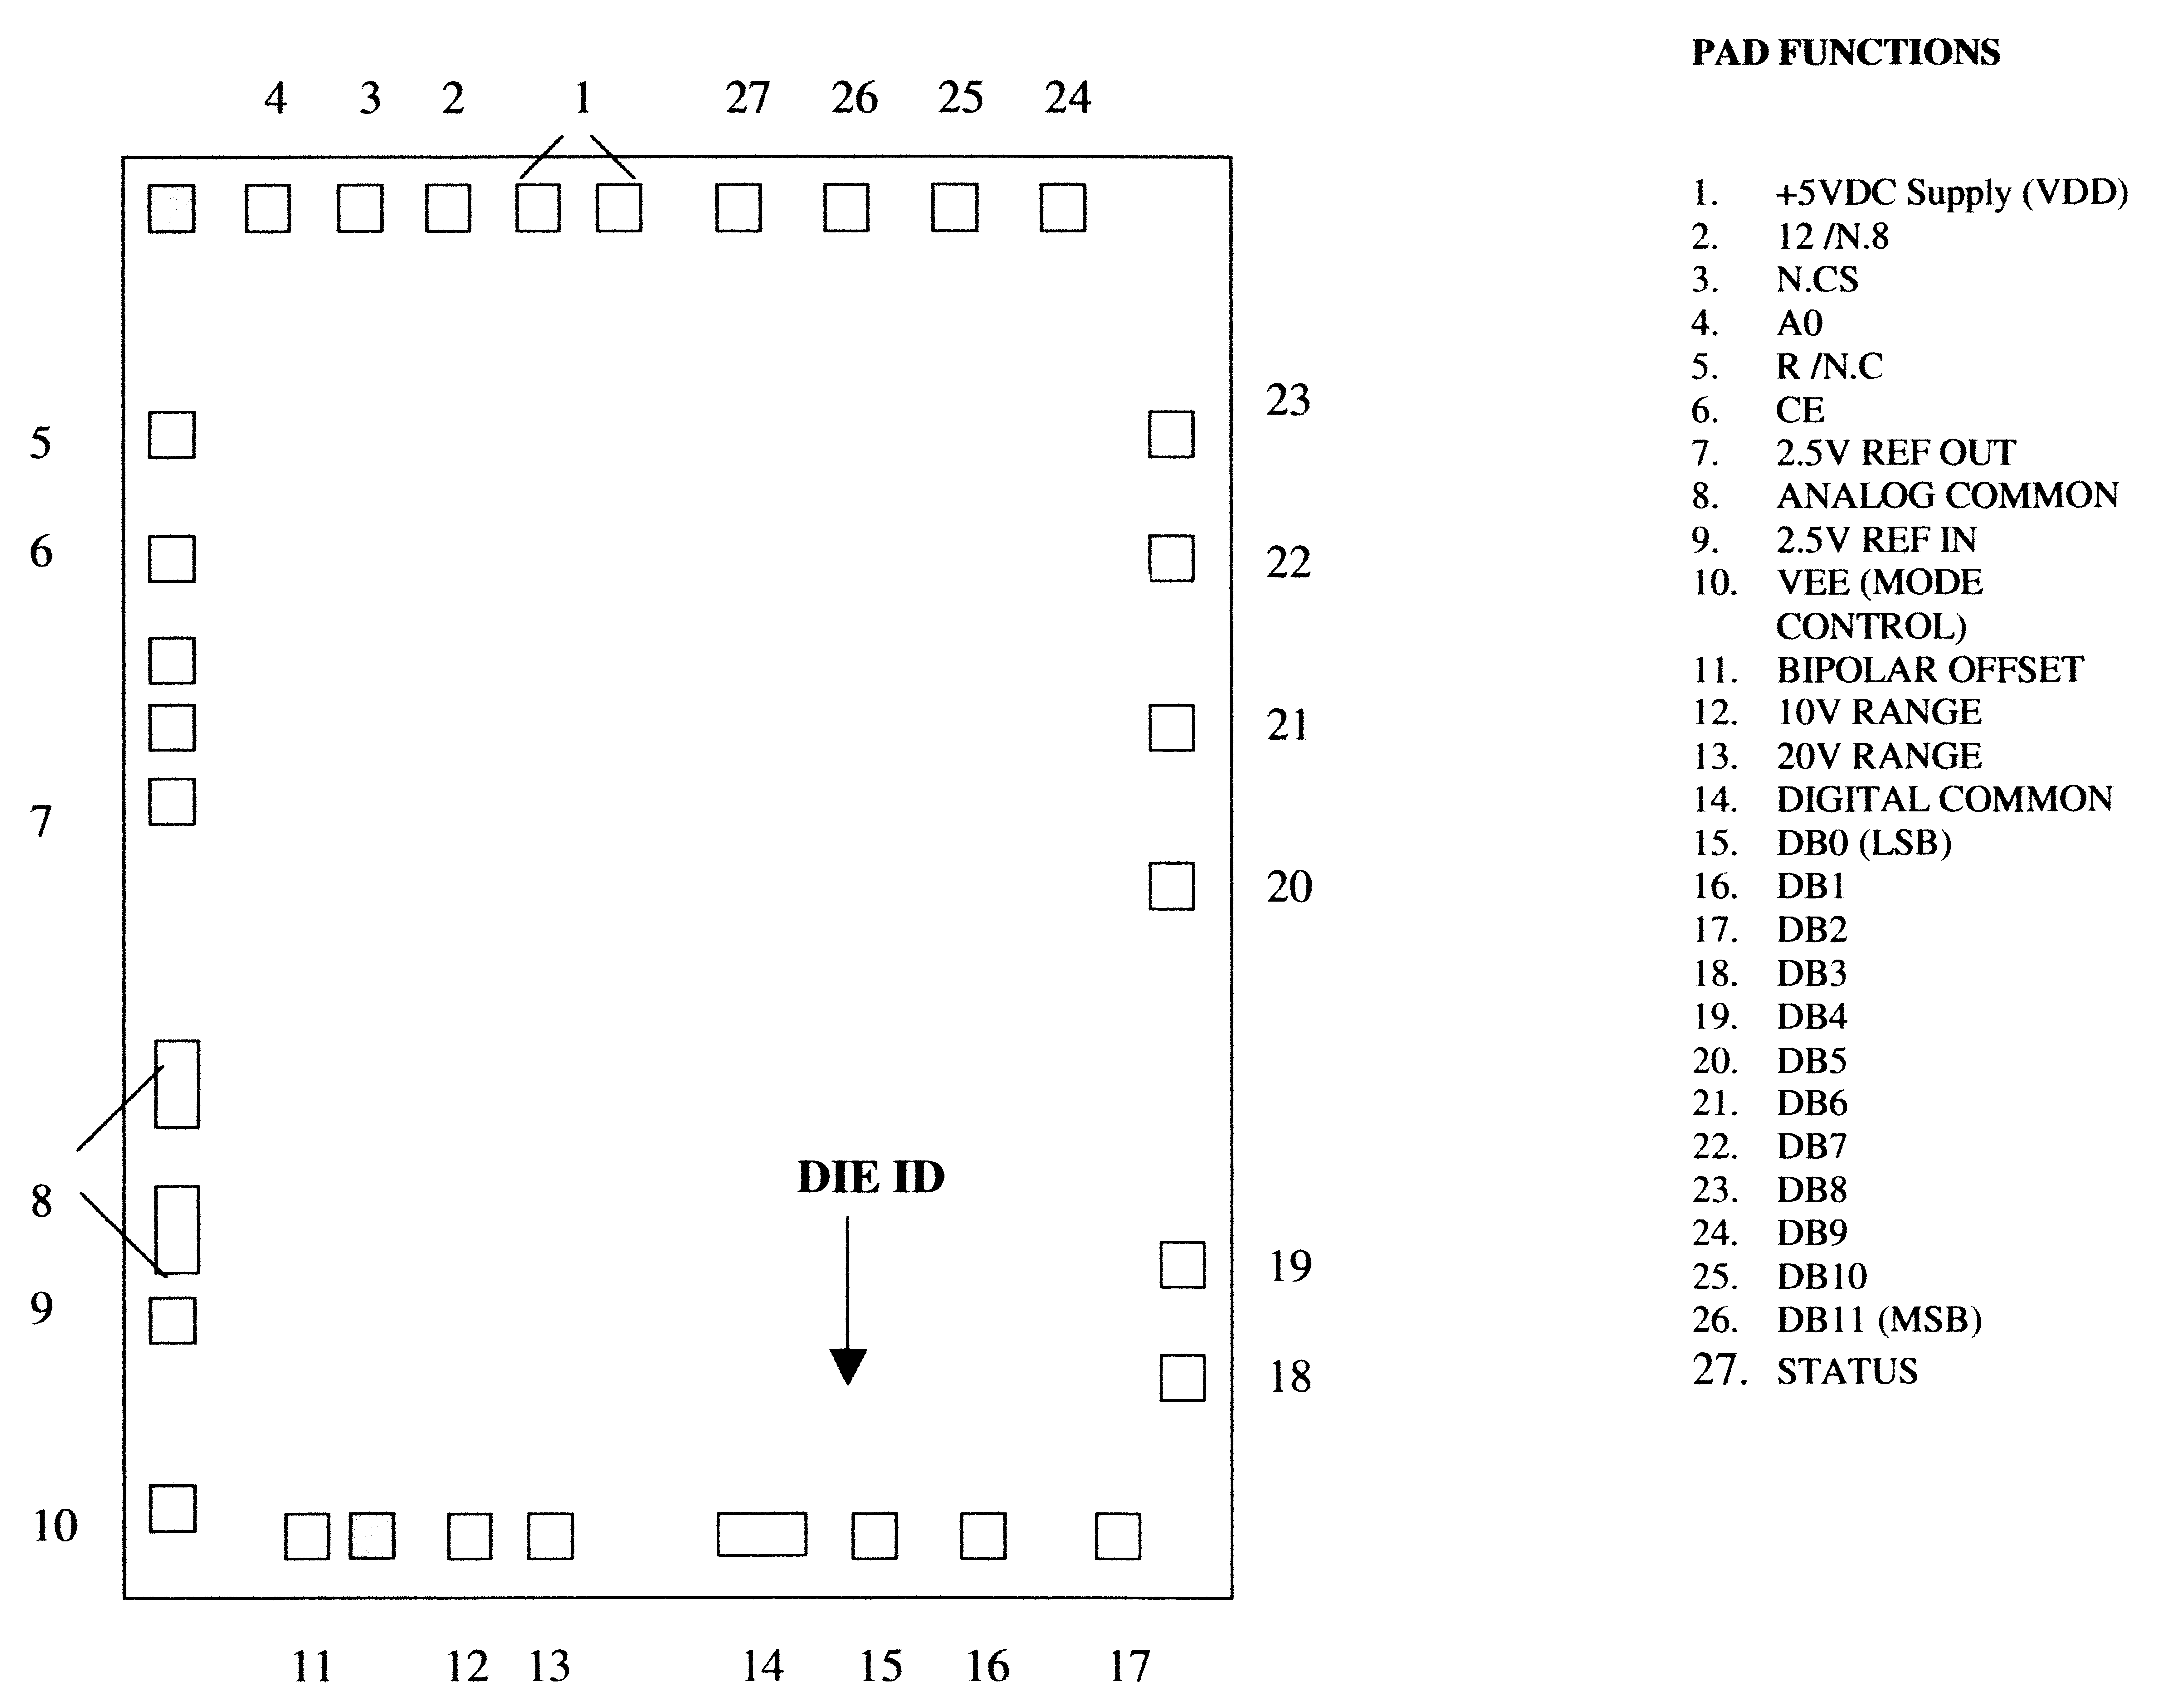 PAD FUNCTIONS
4 3 2 1 27 26 25 24
1. +5VDC Supply (VDD)
2. 12 /N.8
3. N.CS
4. A0
5. R /N.C
6. CE
7. 2.5V REF OUT
8. ANALOG COMMON
9. 2.5V REF IN
10. VEE (MODE
CONTROL)
11. BIPOLAR OFFSET
12. 10V RANGE
13. 20V RANGE
14. DIGITAL COMMON
15. DB0 (LSB)
16. DB1
17. DB2
18. DB3
19. DB4
20. DB5
21. DB6
22. DB7
23. DB8
24. DB9
25. DB10
26. DB11 (MSB)
27. STATUS
23
5
6
22
21
7
20
DIE ID
8
19
9
18
10
11 12 13 14 15 16 17